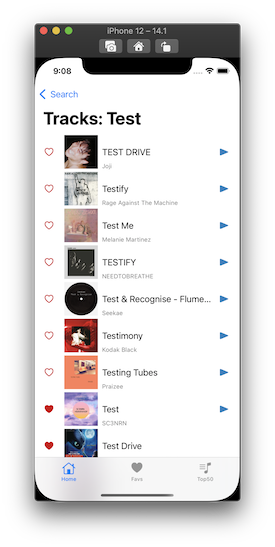 iPhone 12 – 14.1
9:08
Search
Tracks: Test
TEST DRIVE
Joji
Testify
Rage Against The Machine
Test Me
Melanie Martinez
TESTIFY
NEEDTOBREATHE
Test & Recognise - Flume...
Seekae
Testimony
Kodak Black
Testing Tubes
Praizee
Test
SC3NRN
Test Drive
Home
Favs
Top50